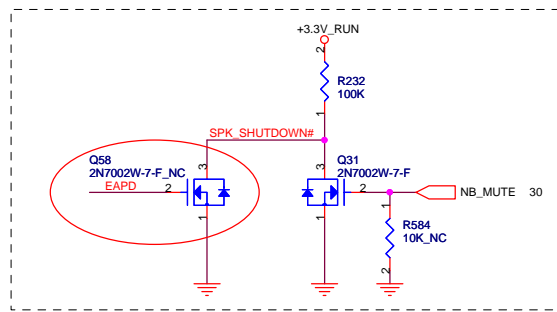 +3.3V_RUN
2
R232
100K
1
SPK_SHUTDOWN#
Q58
2N7002W-7-F_NC
EAPD
2
3
1
Q31
2N7002W-7-F
3
2
1
NB_MUTE 30
1
R584
10K_NC
2